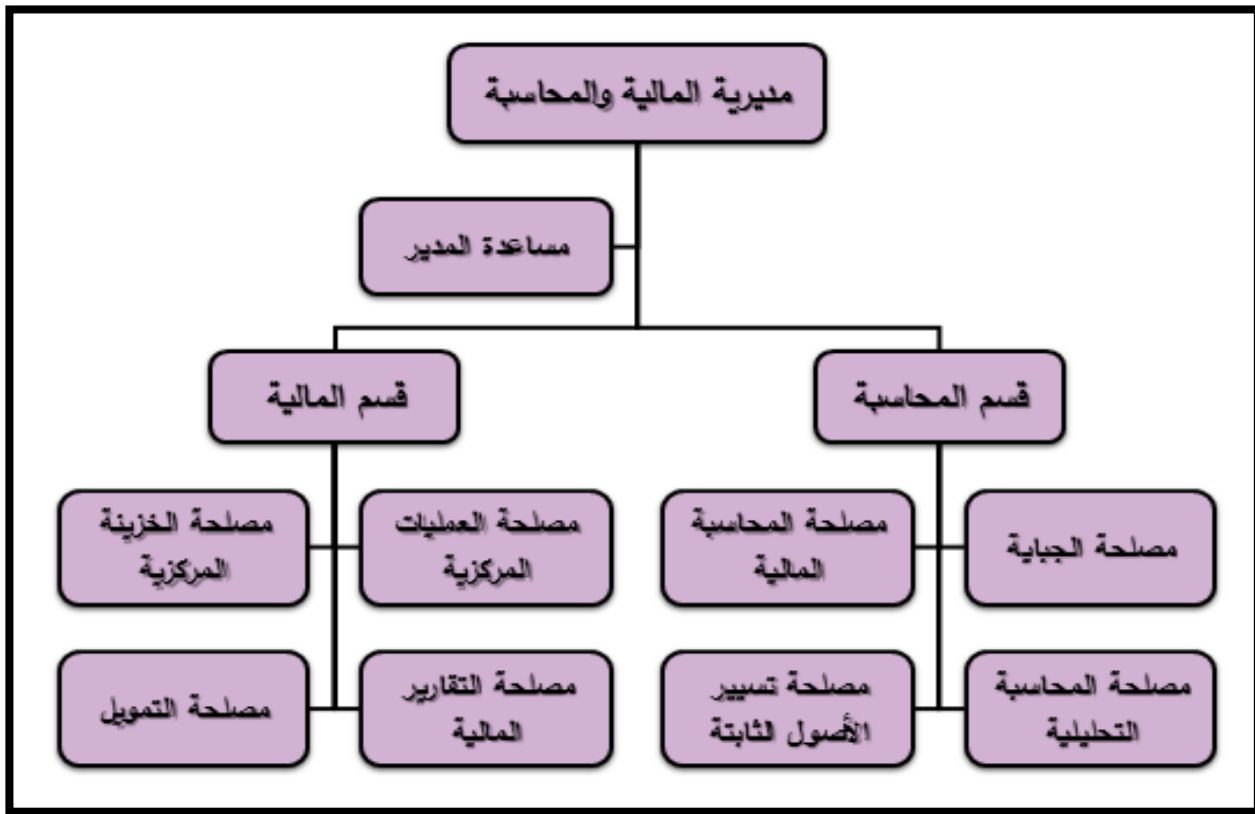 مديرية المالية والمحاسبة
مساعدة المدير
قسم المحاسبة
قسم المالية
مصلحة الجباية
مصلحة المحاسبة
المالية
مصلحة العمليات
المركزية
مصلحة الخزينة
المركزية
مصلحة المحاسبة
التحليلية
مصلحة تسيير
الأصول الثابتة
مصلحة التقارير
المالية
مصلحة التمويل